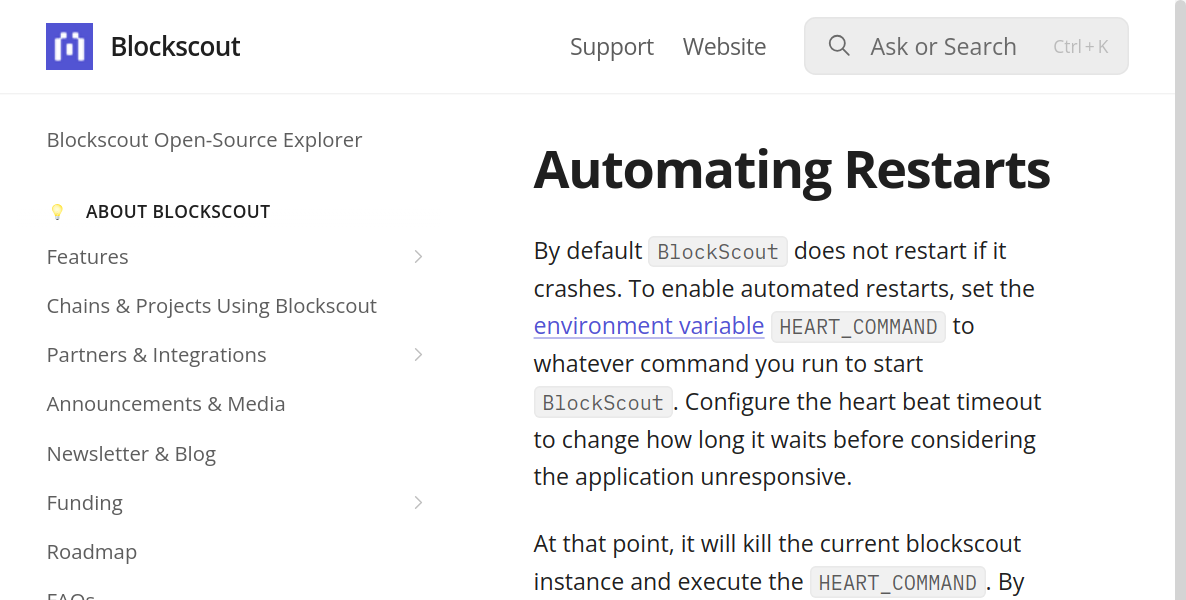 Blockscout
Support
Website
Ask or Search
Ctrl + K
Blockscout Open-Source Explorer
💡 ABOUT BLOCKSCOUT
Features
Chains & Projects Using Blockscout
Partners & Integrations
Announcements & Media
Newsletter & Blog
Funding
Roadmap
FAQs
Automating Restarts
By default BlockScout does not restart if it
crashes. To enable automated restarts, set the
environment variable HEART_COMMAND to
whatever command you run to start
BlockScout. Configure the heart beat timeout
to change how long it waits before considering
the application unresponsive.
At that point, it will kill the current blockscout
instance and execute the HEART_COMMAND. By